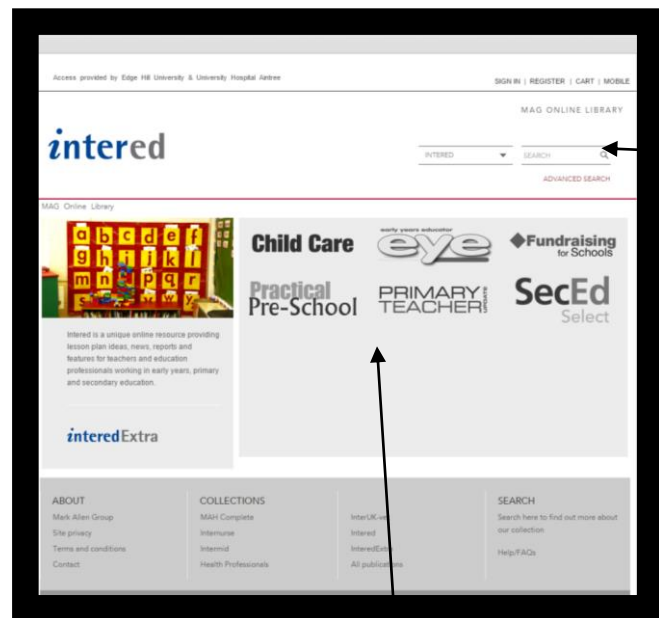 Access provided by Edge Hill University & University Hospital Aintree
SIGN IN | REGISTER | CART | MOBILE
MAG ONLINE LIBRARY
intered
INTERED
SEARCH
ADVANCED SEARCH
MAG Online Library
a b c d e f
g h i j k l
m n p q r
s w y
Child Care
early years educator
eye
Fundraising
for Schools
Practical
Pre-School
PRIMARY
TEACHER
UPDATE
SecEd
Select
Intered is a unique online resource providing
lesson plan ideas, news, reports and
features for teachers and education
professionals working in early years, primary
and secondary education.
interedExtra
ABOUT
Mark Allen Group
Site privacy
Terms and conditions
Contact
COLLECTIONS
MAH Complete
Internurse
Intermid
Health Professionals
Intered
InteredExtra
All publications
SEARCH
Search here to find out more about
our collection
Help/FAQs